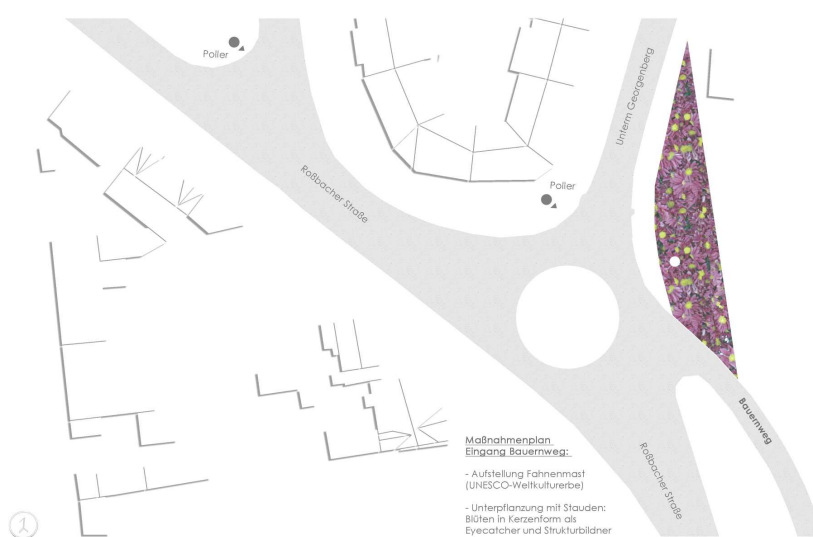 Poller
Unterm Georgenberg
Roßbacher Straße
Poller
Bauernweg
Roßbacher Straße
Maßnahmenplan
Eingang Bauernweg:
- Aufstellung Fahnenmast
(UNESCO-Weltkulturerbe)
- Unterpflanzung mit Stauden:
Blüten in Kerzenform als
Eyecatcher und Strukturbildner
1